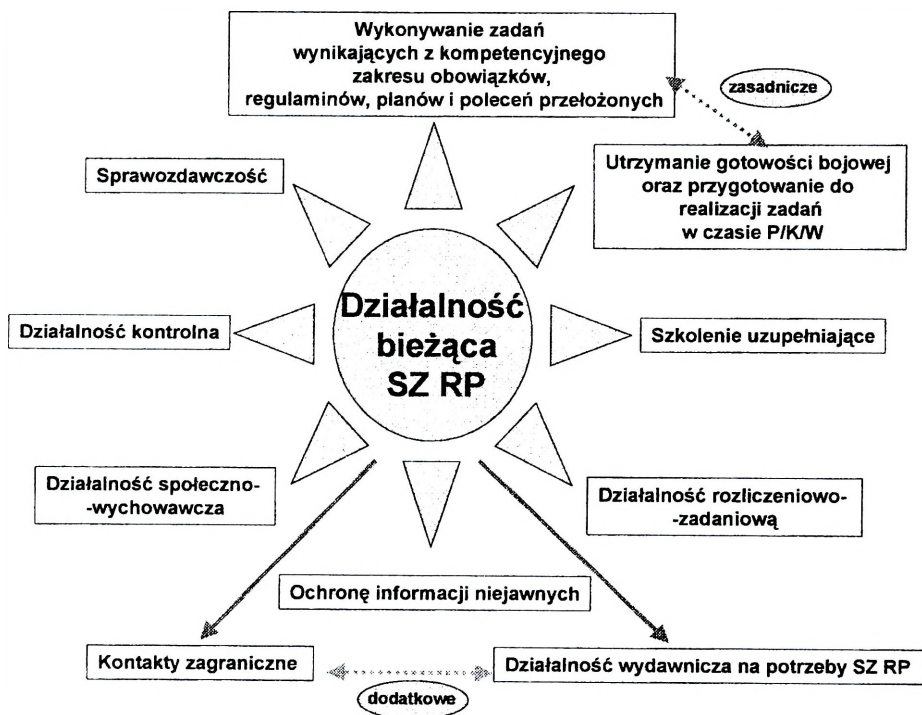 Wykonywanie zadań
wynikających z kompetencyjnego
zakresu obowiązków,
regulaminów, planów i poleceń przełożonych
zasadnicze
Sprawozdawczość
Utrzymanie gotowości bojowej
oraz przygotowanie do
realizacji zadań
w czasie P/K/W
Działalność
bieżąca
SZ RP
Działalność kontrolna
Szkolenie uzupełniające
Działalność społeczno-
-wychowawcza
Działalność rozliczeniowo-
-zadaniową
Ochronę informacji niejawnych
Kontakty zagraniczne
Działalność wydawnicza na potrzeby SZ RP
dodatkowe